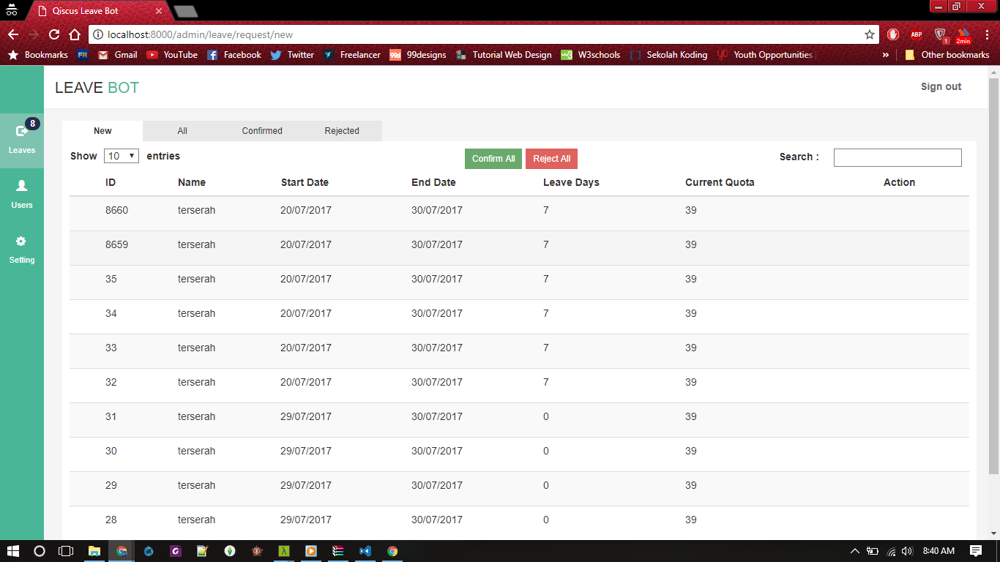 Qiscus Leave Bot
localhost:8000/admin/leave/request/new
ABP 1 2min
Bookmarks FR Gmail YouTube Facebook Twitter Freelancer 99d 99designs Tutorial Web Design W3schools Sekolah Koding YO Youth Opportunities » Other bookmarks
LEAVE BOT Sign out
8
Leaves
Users
Setting
New All Confirmed Rejected
Show 10 entries Confirm All Reject All Search :
ID Name Start Date End Date Leave Days Current Quota Action
8660 terserah 20/07/2017 30/07/2017 7 39
8659 terserah 20/07/2017 30/07/2017 7 39
35 terserah 20/07/2017 30/07/2017 7 39
34 terserah 20/07/2017 30/07/2017 7 39
33 terserah 20/07/2017 30/07/2017 7 39
32 terserah 20/07/2017 30/07/2017 7 39
31 terserah 29/07/2017 30/07/2017 0 39
30 terserah 29/07/2017 30/07/2017 0 39
29 terserah 29/07/2017 30/07/2017 0 39
28 terserah 29/07/2017 30/07/2017 0 39
8:40 AM